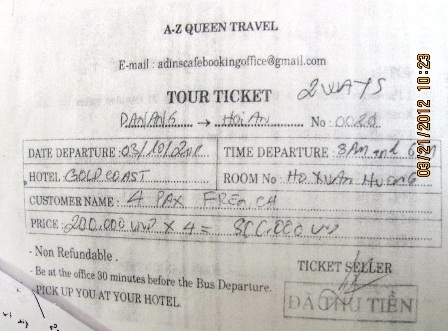 A-Z QUEEN TRAVEL
E-mail : adinscafebookingoffice@gmail.com
TOUR TICKET 2 WAYS
DANANG → HOI AN No : 0020
DATE DEPARTURE : 03/10/2011 TIME DEPARTURE : 8AM and 6PM
HOTEL GOLD COAST ROOM No : HO XUAN HUONG
CUSTOMER NAME : 4 PAX FRENCH
PRICE : 200.000 VND X 4 = 800.000 VND
- Non Refundable .
- Be at the office 30 minutes before the Bus Departure.
- PICK UP YOU AT YOUR HOTEL.
TICKET SELLER
ĐÃ THU TIỀN
03/21/2012 10:23